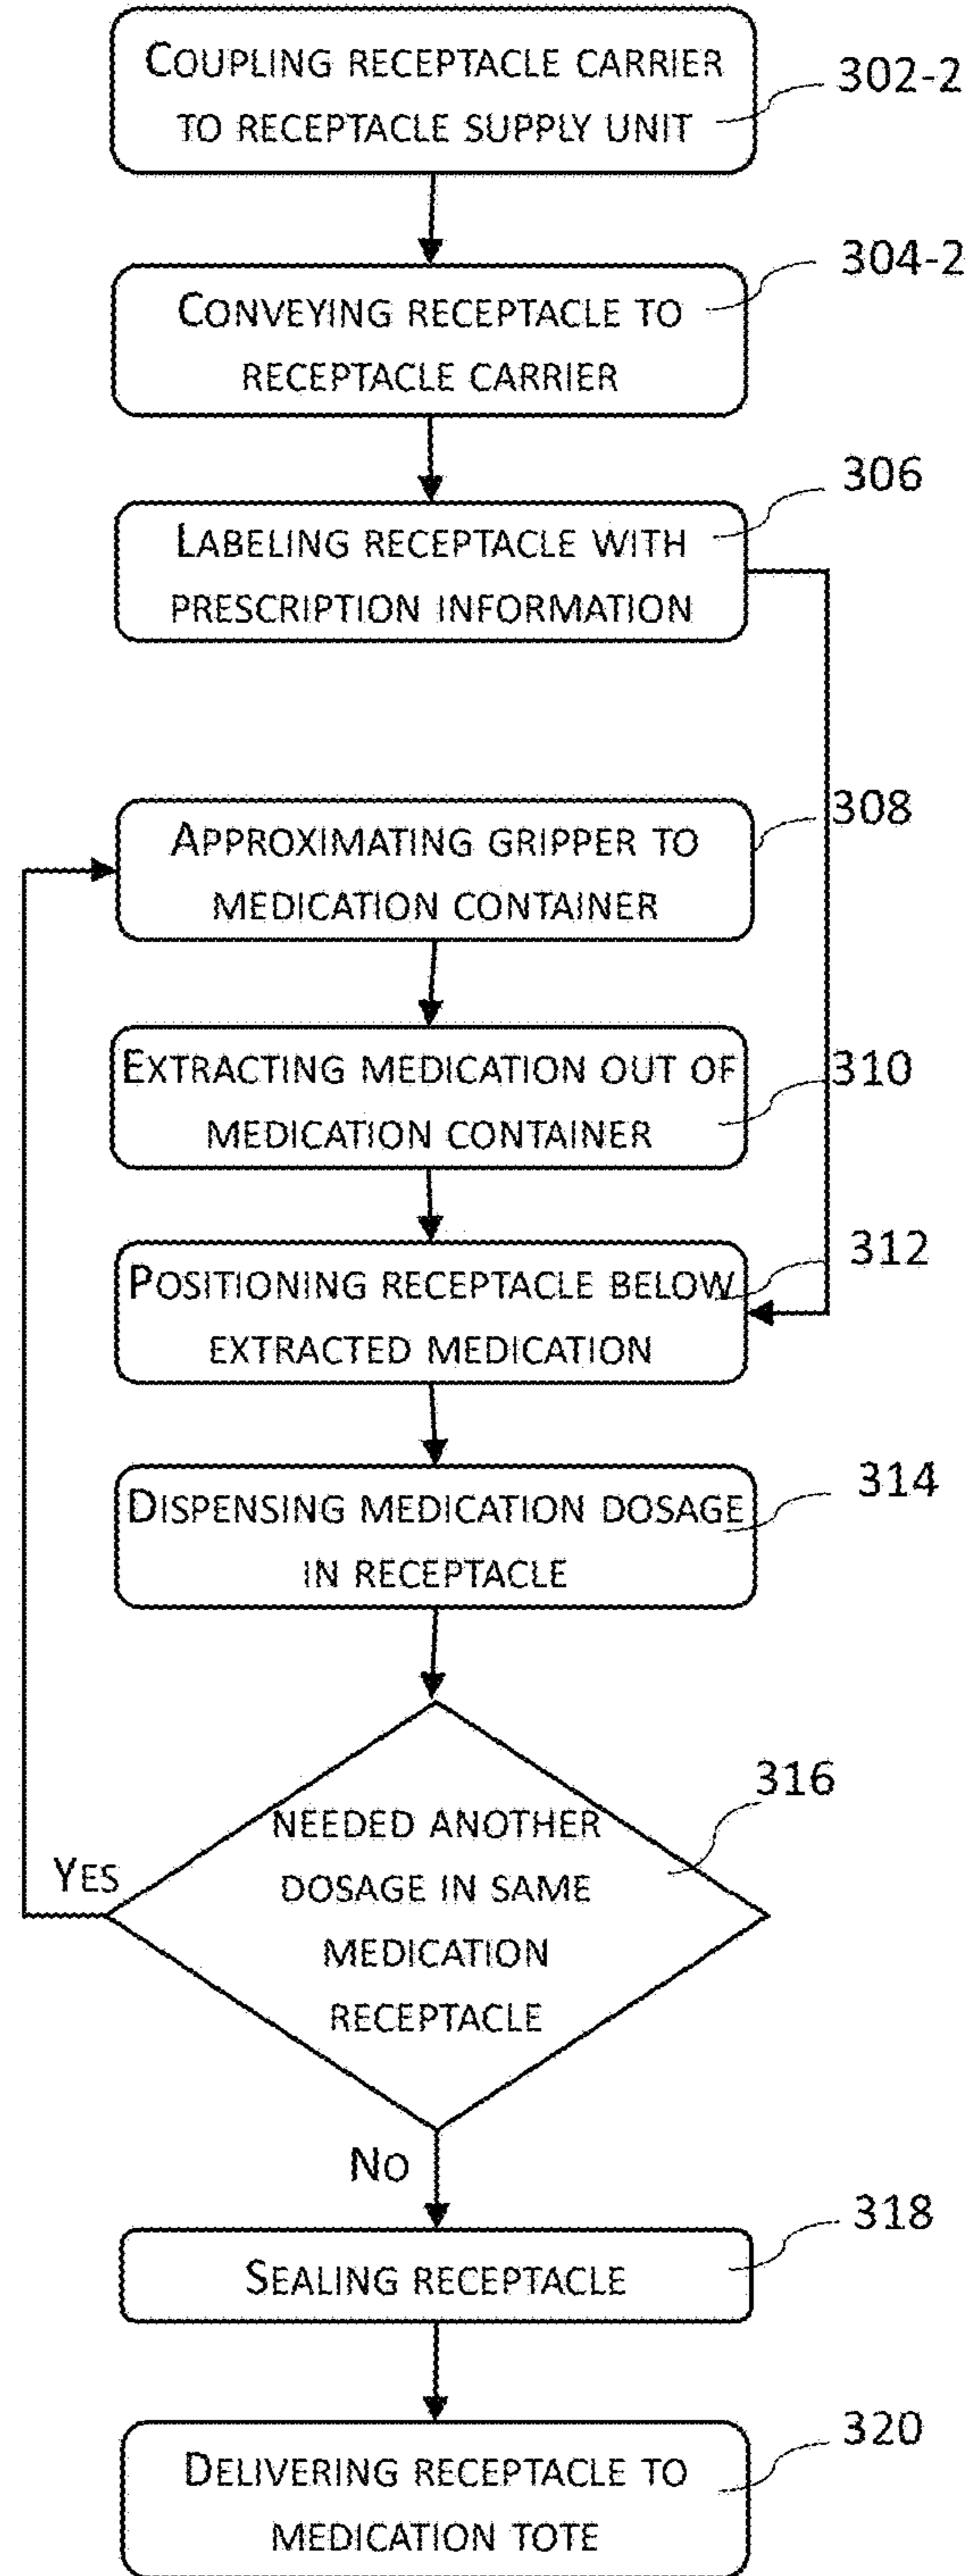 COUPLING RECEPTACLE CARRIER
TO RECEPTACLE SUPPLY UNIT
302-2
CONVEYING RECEPTACLE TO
RECEPTACLE CARRIER
304-2
LABELING RECEPTACLE WITH
PRESCRIPTION INFORMATION
306
APPROXIMATING GRIPPER TO
MEDICATION CONTAINER
308
EXTRACTING MEDICATION OUT OF
MEDICATION CONTAINER
310
POSITIONING RECEPTACLE BELOW
EXTRACTED MEDICATION
312
DISPENSING MEDICATION DOSAGE
IN RECEPTACLE
314
NEEDED ANOTHER
DOSAGE IN SAME
MEDICATION
RECEPTACLE
316
YES
NO
SEALING RECEPTACLE
318
DELIVERING RECEPTACLE TO
MEDICATION TOTE
320